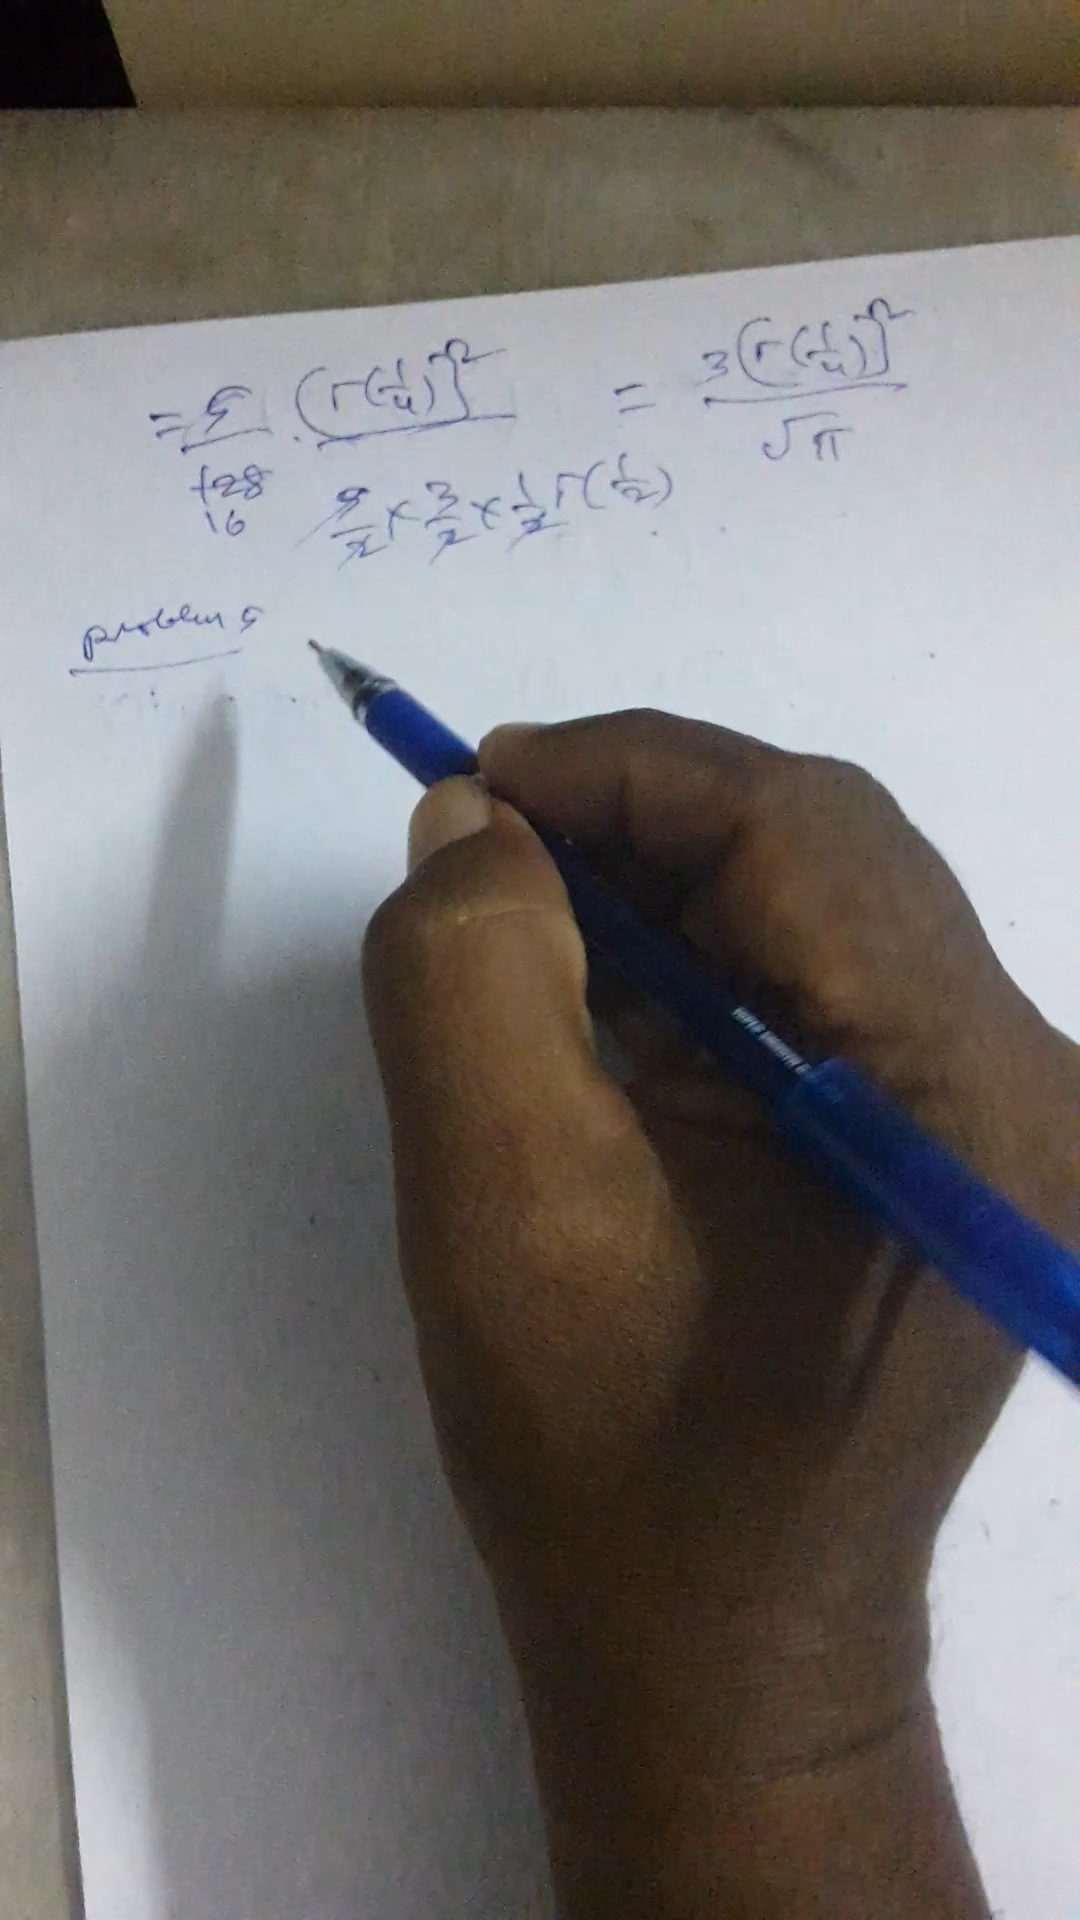 = 5/128 . [Γ(1/4)]² = 3[Γ(1/4)]²/√π
16 5/2 × 3/2 × 1/2 Γ(1/2)
problem 5